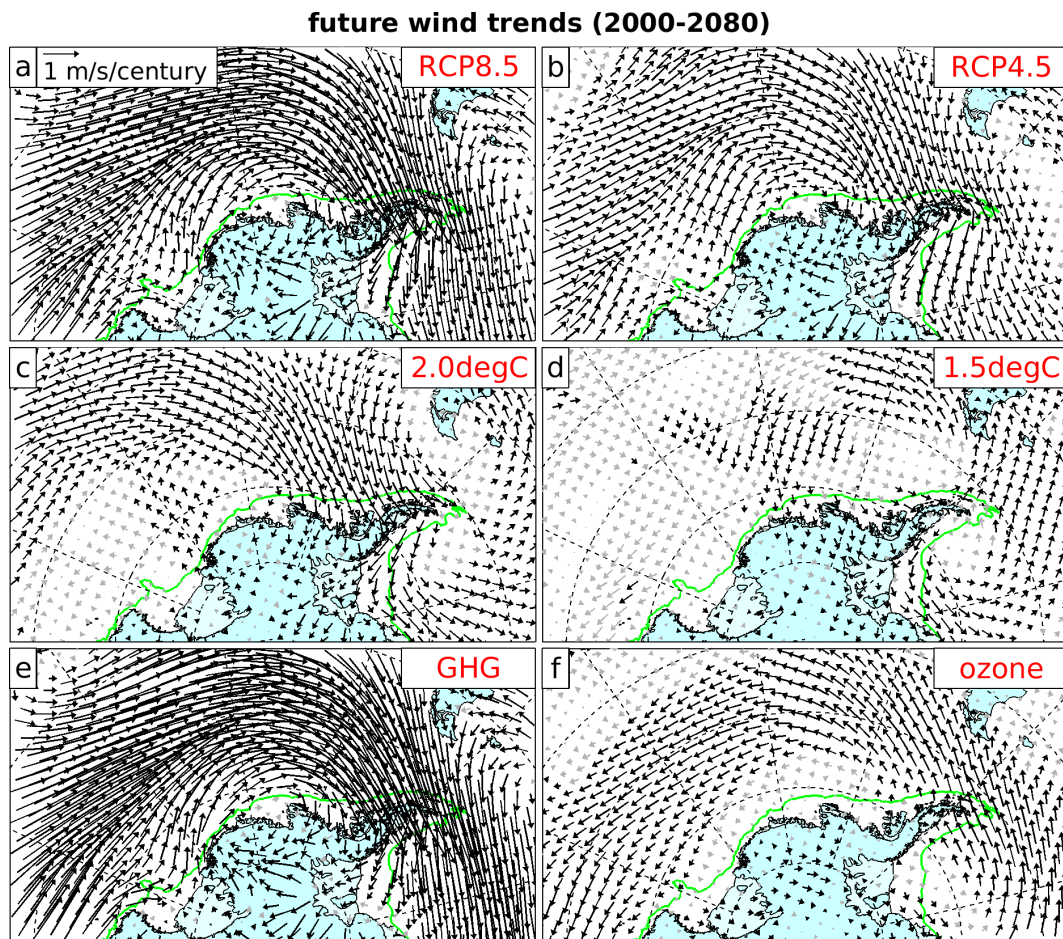 future wind trends (2000-2080)
a
1 m/s/century
RCP8.5
b
RCP4.5
c
2.0degC
d
1.5degC
e
GHG
f
ozone